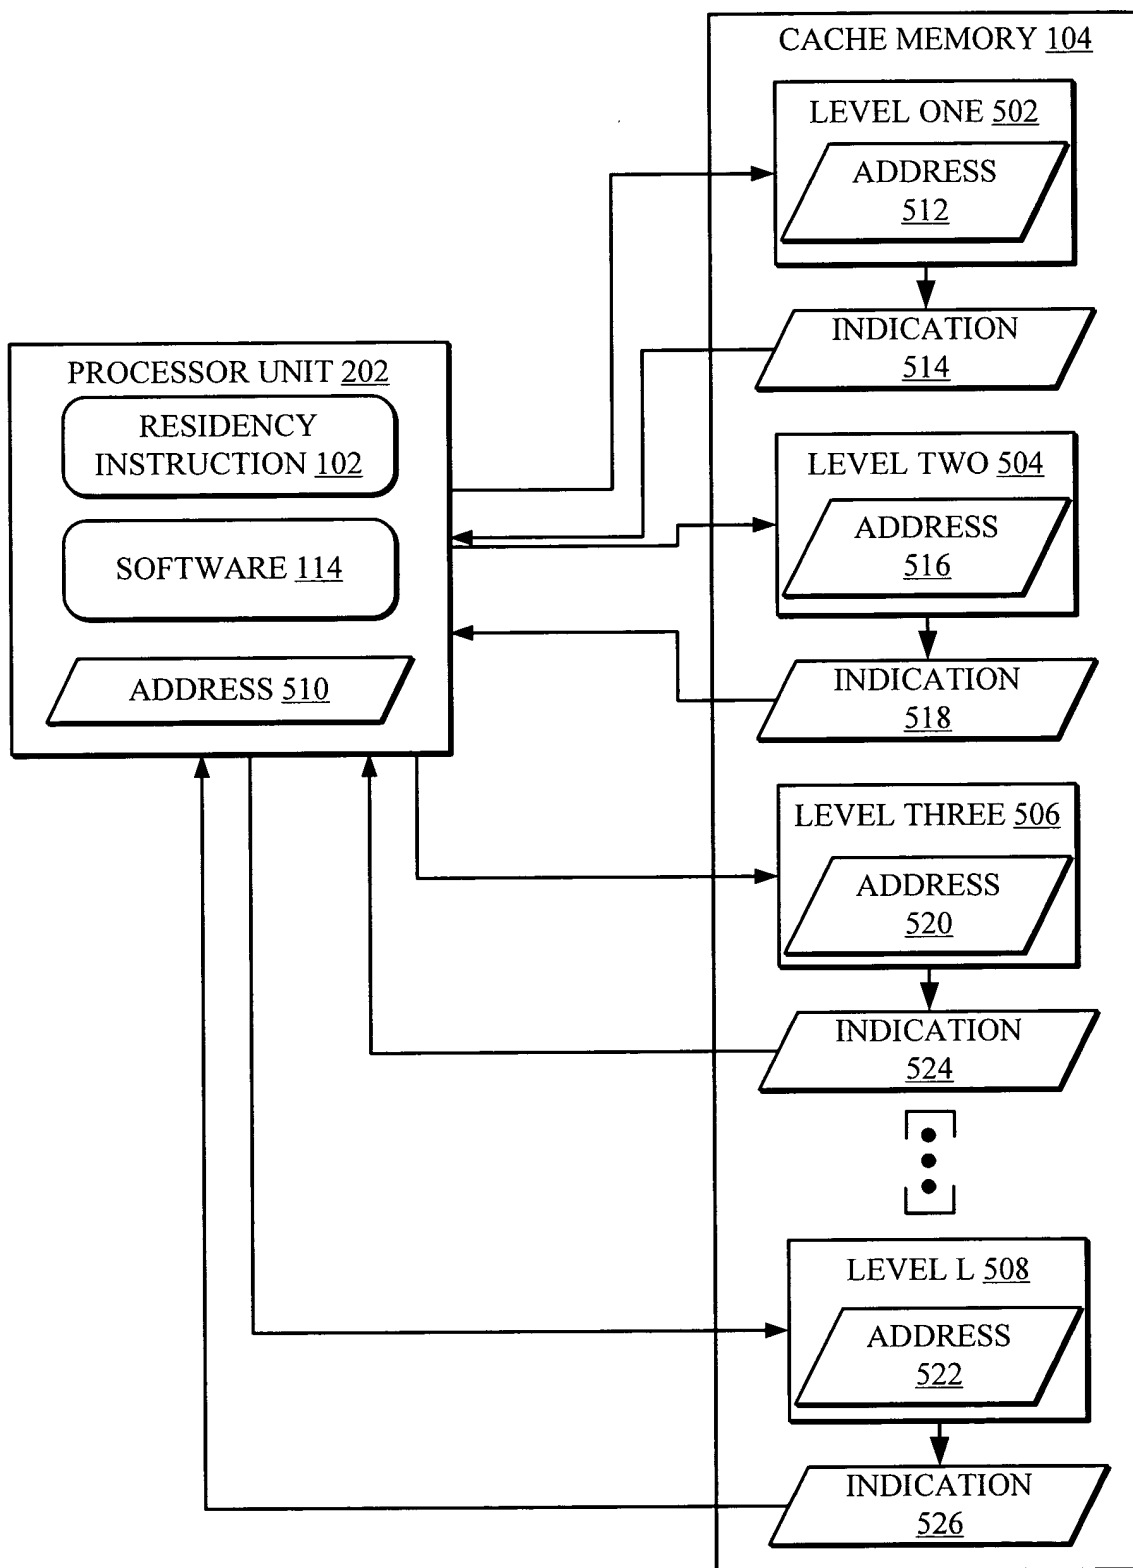 CACHE MEMORY 104
LEVEL ONE 502
ADDRESS
512
INDICATION
514
PROCESSOR UNIT 202
RESIDENCY
INSTRUCTION 102
SOFTWARE 114
ADDRESS 510
LEVEL TWO 504
ADDRESS
516
INDICATION
518
LEVEL THREE 506
ADDRESS
520
INDICATION
524
LEVEL L 508
ADDRESS
522
INDICATION
526